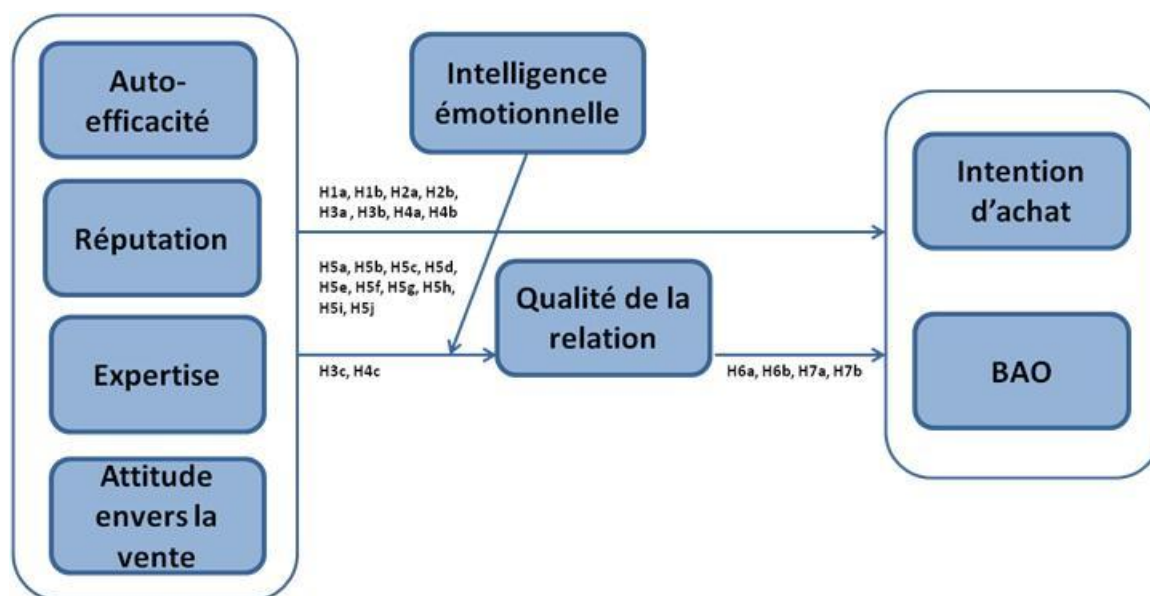 Auto-
efficacité
Réputation
Expertise
Attitude
envers la
vente
Intelligence
émotionnelle
H1a, H1b, H2a, H2b,
H3a , H3b, H4a, H4b
H5a, H5b, H5c, H5d,
H5e, H5f, H5g, H5h,
H5i, H5j
H3c, H4c
Qualité de la
relation
H6a, H6b, H7a, H7b
Intention
d'achat
BAO